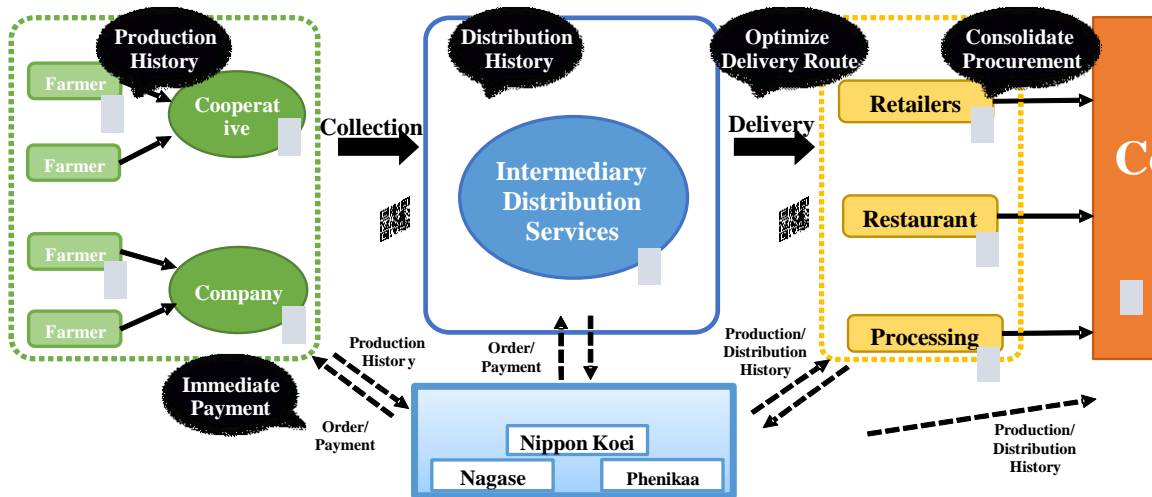 Production
History
Distribution
History
Optimize
Delivery Route
Consolidate
Procurement
Farmer
Cooperat
ive
Farmer
Collection
Intermediary
Distribution
Services
Delivery
Retailers
Restaurant
Processing
Farmer
Company
Farmer
Immediate
Payment
Production
History
Order/
Payment
Order/
Payment
Production/
Distribution
History
Production/
Distribution
History
Nippon Koei
Nagase
Phenikaa